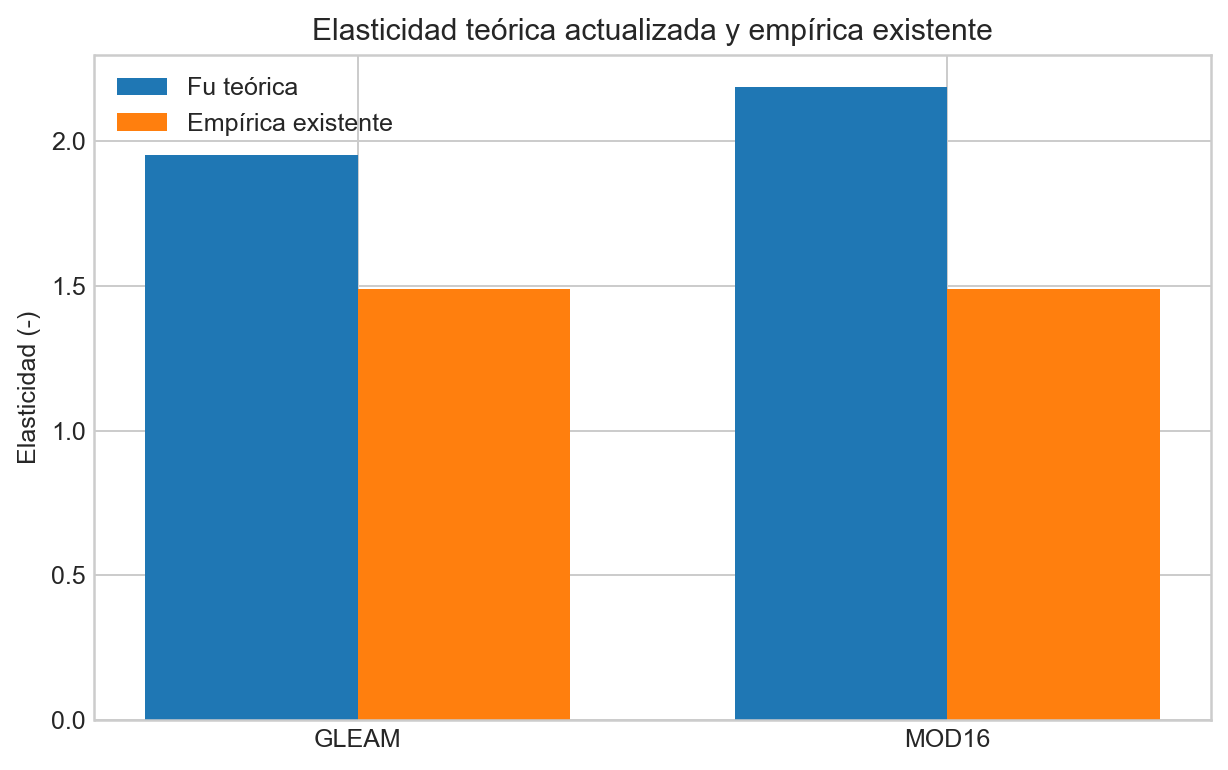 Elasticidad teórica actualizada y empírica existente
Fu teórica
Empírica existente
Elasticidad (-)
2.0
1.5
1.0
0.5
0.0
GLEAM
MOD16